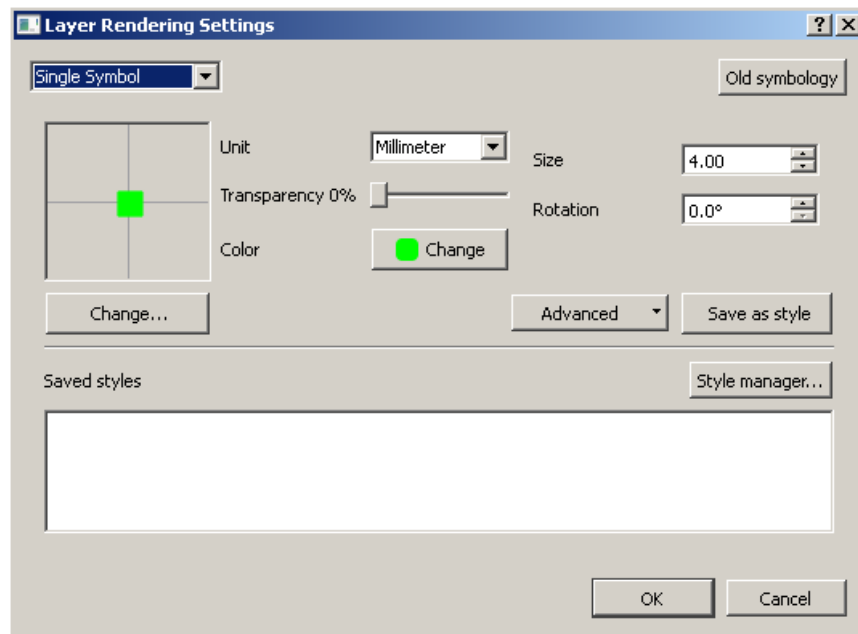 Layer Rendering Settings
Single Symbol
Old symbology
Unit
Millimeter
Size
4.00
Transparency 0%
Rotation
0.0°
Color
Change
Change...
Advanced
Save as style
Saved styles
Style manager...
OK
Cancel